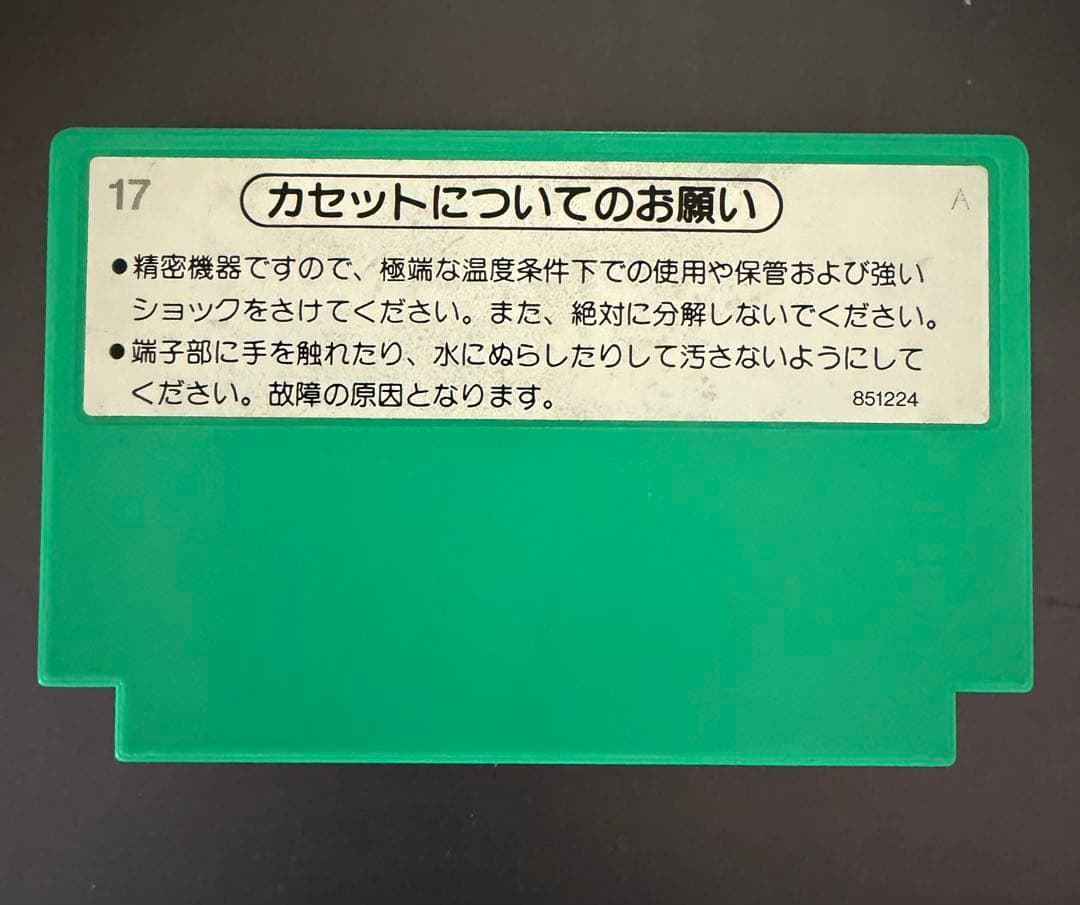 17
カセットについてのお願い
A
●精密機器ですので、極端な温度条件下での使用や保管および強い
ショックをさけてください。また、絶対に分解しないでください。
●端子部に手を触れたり、水にぬらしたりして汚さないようにして
ください。故障の原因となります。
851224